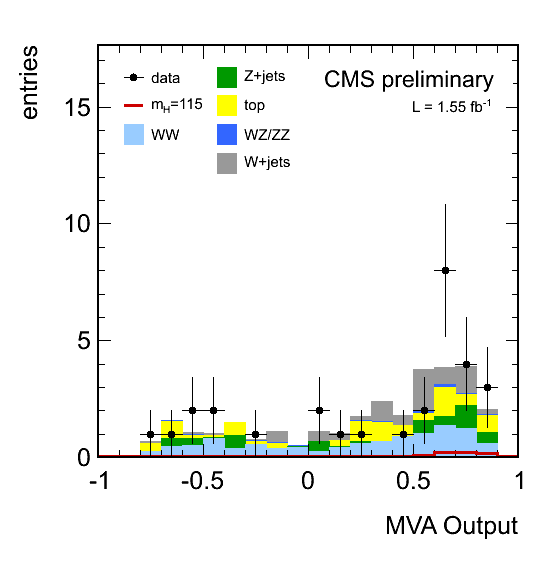 entries
CMS preliminary
L = 1.55 fb⁻¹
data
mH=115
WW
Z+jets
top
WZ/ZZ
W+jets
15
10
5
0
-1 -0.5 0 0.5 1
MVA Output